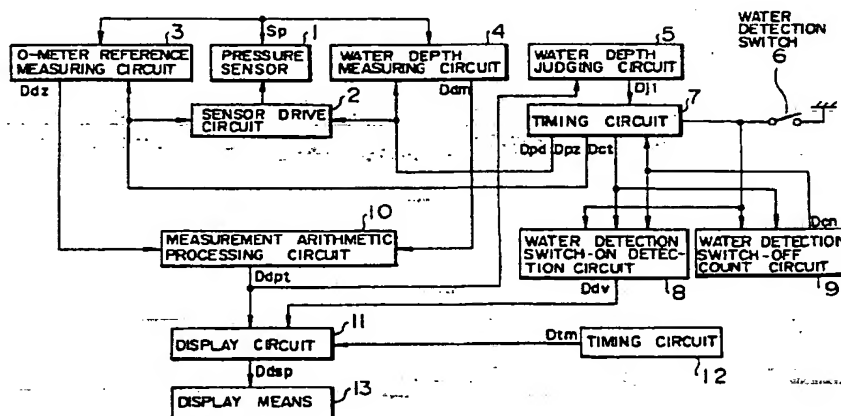 WATER
DETECTION
SWITCH
6
3
Sp
1
4
5
O-METER REFERENCE
MEASURING CIRCUIT
PRESSURE
SENSOR
WATER DEPTH
MEASURING CIRCUIT
WATER DEPTH
JUDGING CIRCUIT
Ddz
2
Ddm
Dj1
7
SENSOR DRIVE
CIRCUIT
TIMING CIRCUIT
Dpd Dpz Dct
10
Dcn
MEASUREMENT ARITHMETIC
PROCESSING CIRCUIT
WATER DETECTION
SWITCH-ON DETEC-
TION CIRCUIT
WATER DETECTION
SWITCH-OFF
COUNT CIRCUIT
Ddpt
Ddv
8
9
11
DISPLAY CIRCUIT
Dtm
TIMING CIRCUIT
12
Ddsp
13
DISPLAY MEANS